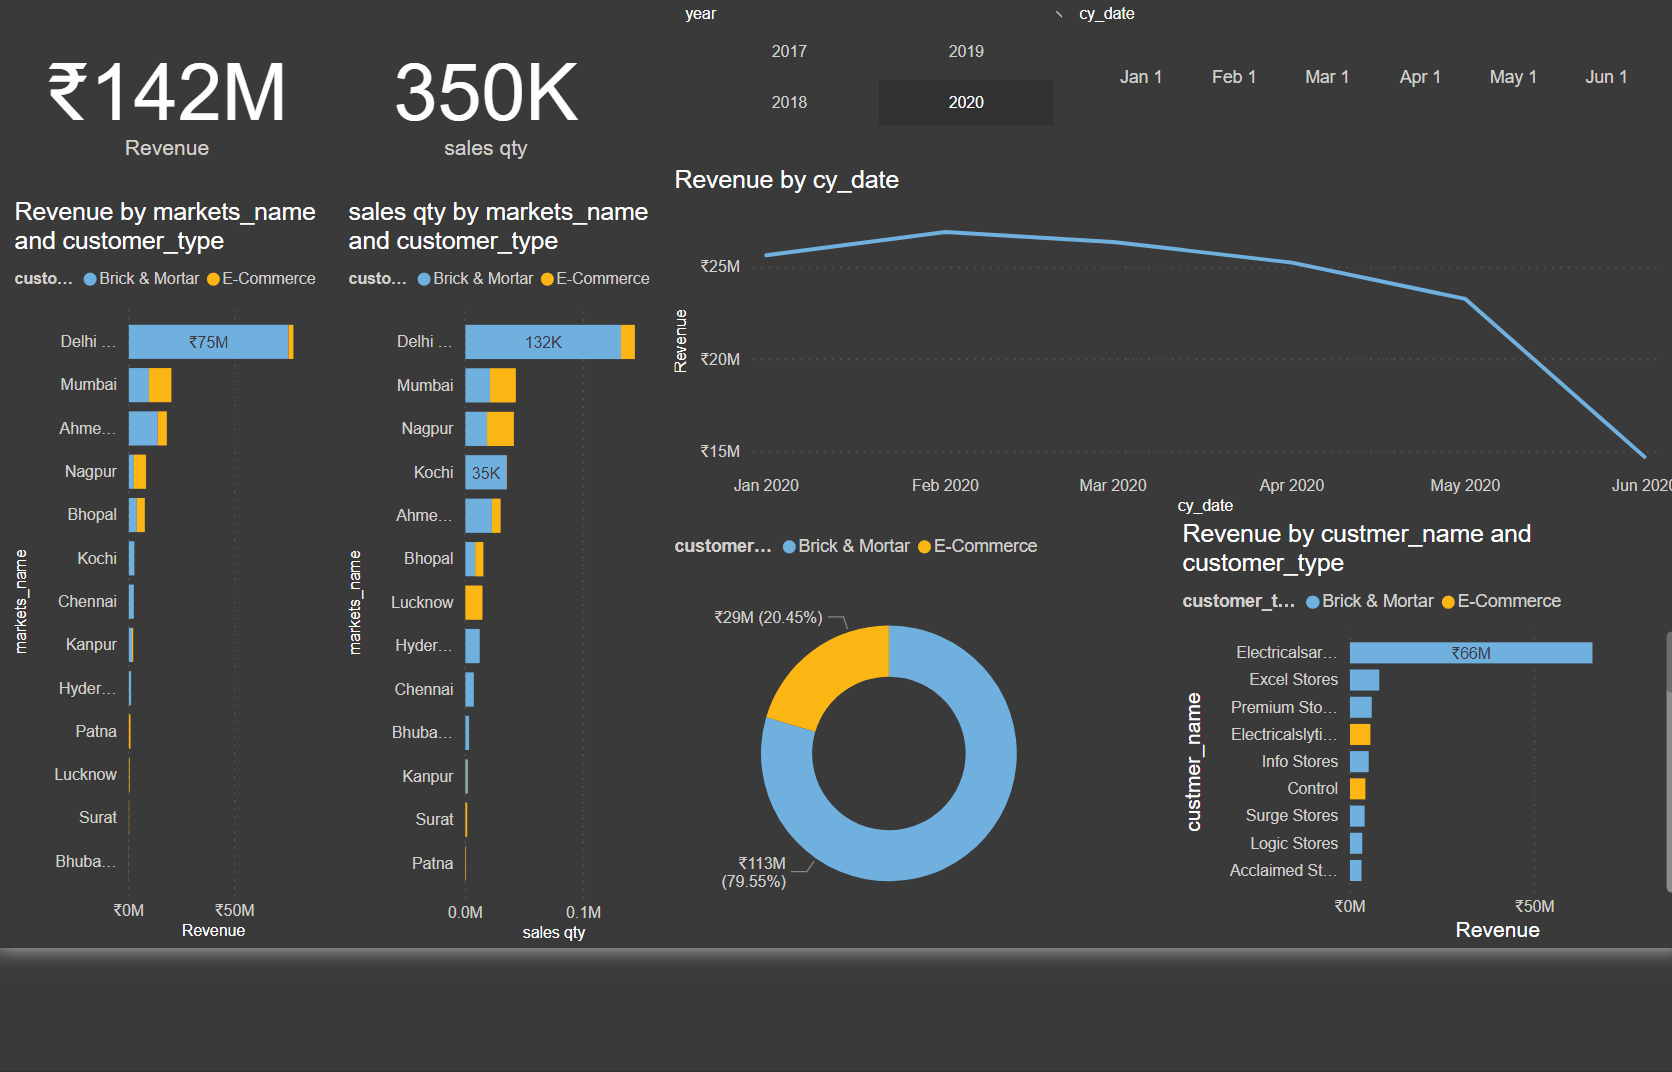 ₹142M
Revenue
350K
sales qty
year
2017
2019
2018
2020
cy_date
Jan 1
Feb 1
Mar 1
Apr 1
May 1
Jun 1
Revenue by markets_name
and customer_type
custo... Brick & Mortar E-Commerce
markets_name
Delhi ...
₹75M
Mumbai
Ahme...
Nagpur
Bhopal
Kochi
Chennai
Kanpur
Hyder...
Patna
Lucknow
Surat
Bhuba...
₹0M
₹50M
Revenue
sales qty by markets_name
and customer_type
custo... Brick & Mortar E-Commerce
markets_name
Delhi ...
132K
Mumbai
Nagpur
Kochi
35K
Ahme...
Bhopal
Lucknow
Hyder...
Chennai
Bhuba...
Kanpur
Surat
Patna
0.0M
0.1M
sales qty
Revenue by cy_date
Revenue
₹25M
₹20M
₹15M
Jan 2020
Feb 2020
Mar 2020
Apr 2020
May 2020
Jun 2020
cy_date
customer... Brick & Mortar E-Commerce
₹29M (20.45%)
₹113M
(79.55%)
Revenue by custmer_name and
customer_type
customer_t... Brick & Mortar E-Commerce
custmer_name
Electricalsar...
₹66M
Excel Stores
Premium Sto...
Electricalslyti...
Info Stores
Control
Surge Stores
Logic Stores
Acclaimed St...
₹0M
₹50M
Revenue